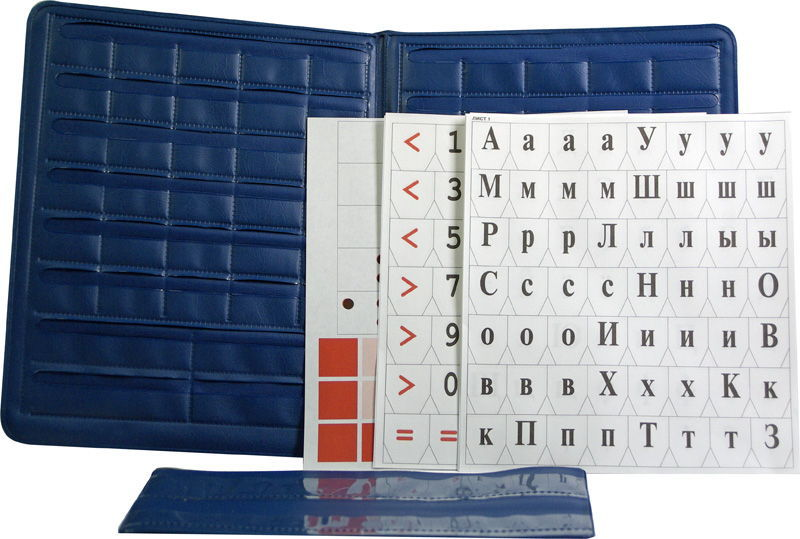 ЛИСТ 1
< 1 А а а а У у у у
< 3 М м м м Ш ш ш ш
< 5 Р р р Л л л ы ы
> 7 С с с с Н н н О
> 9 о о о И и и и В
> 0 в в в Х х х К к
= = к П п п Т т т З